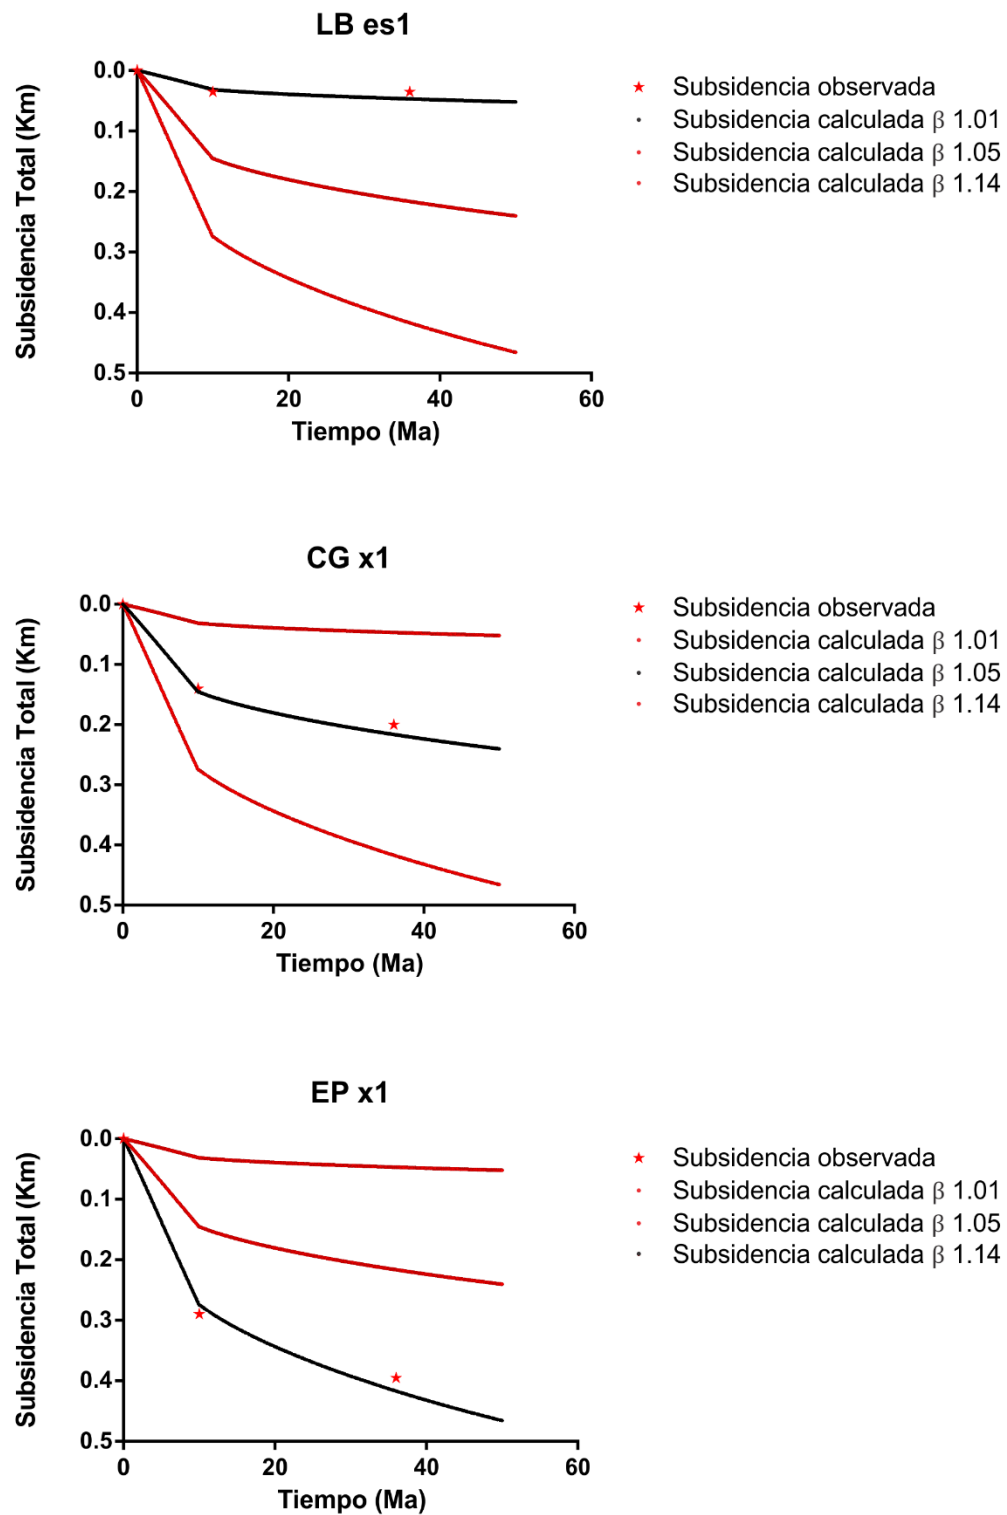 LB es1
Subsidencia Total (Km)
0.0
0.1
0.2
0.3
0.4
0.5
0
20
40
60
Tiempo (Ma)
Subsidencia observada
Subsidencia calculada β 1.01
Subsidencia calculada β 1.05
Subsidencia calculada β 1.14
CG x1
Subsidencia Total (Km)
0.0
0.1
0.2
0.3
0.4
0.5
0
20
40
60
Tiempo (Ma)
Subsidencia observada
Subsidencia calculada β 1.01
Subsidencia calculada β 1.05
Subsidencia calculada β 1.14
EP x1
Subsidencia Total (Km)
0.0
0.1
0.2
0.3
0.4
0.5
0
20
40
60
Tiempo (Ma)
Subsidencia observada
Subsidencia calculada β 1.01
Subsidencia calculada β 1.05
Subsidencia calculada β 1.14